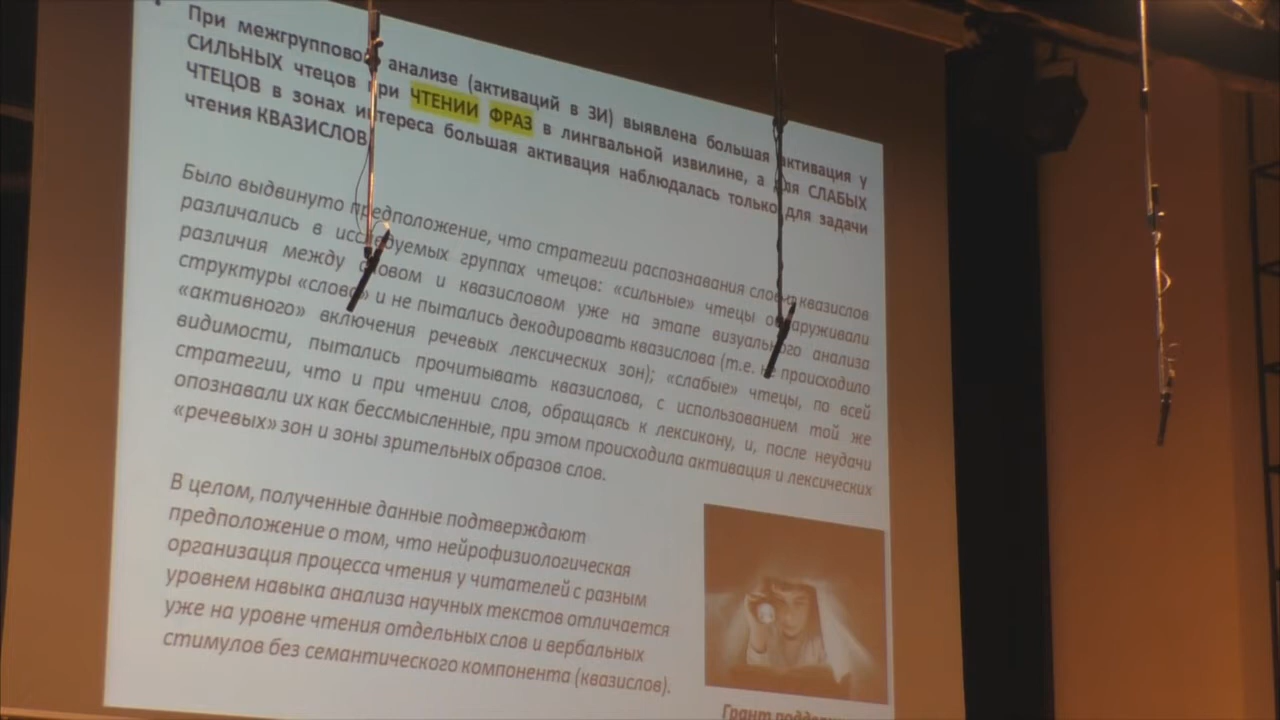 • При межгрупповом анализе (активаций в ЗИ) выявлена большая активация у
СИЛЬНЫХ чтецов при ЧТЕНИИ ФРАЗ в лингвальной извилине, а для СЛАБЫХ
ЧТЕЦОВ в зонах интереса большая активация наблюдалась только для задачи
чтения КВАЗИСЛОВ
Было выдвинуто предположение, что стратегии распознавания слов и квазислов
различались в исследуемых группах чтецов: «сильные» чтецы обнаруживали
различия между словом и квазисловом уже на этапе визуального анализа
структуры «слова» и не пытались декодировать квазислова (т.е. не происходило
«активного» включения речевых лексических зон); «слабые» чтецы, по всей
видимости, пытались прочитывать квазислова, с использованием той же
стратегии, что и при чтении слов, обращаясь к лексикону, и, после неудачи
опознавали их как бессмысленные, при этом происходила активация и лексических
«речевых» зон и зоны зрительных образов слов.
В целом, полученные данные подтверждают
предположение о том, что нейрофизиологическая
организация процесса чтения у читателей с разным
уровнем навыка анализа научных текстов отличается
уже на уровне чтения отдельных слов и вербальных
стимулов без семантического компонента (квазислов).
Грант